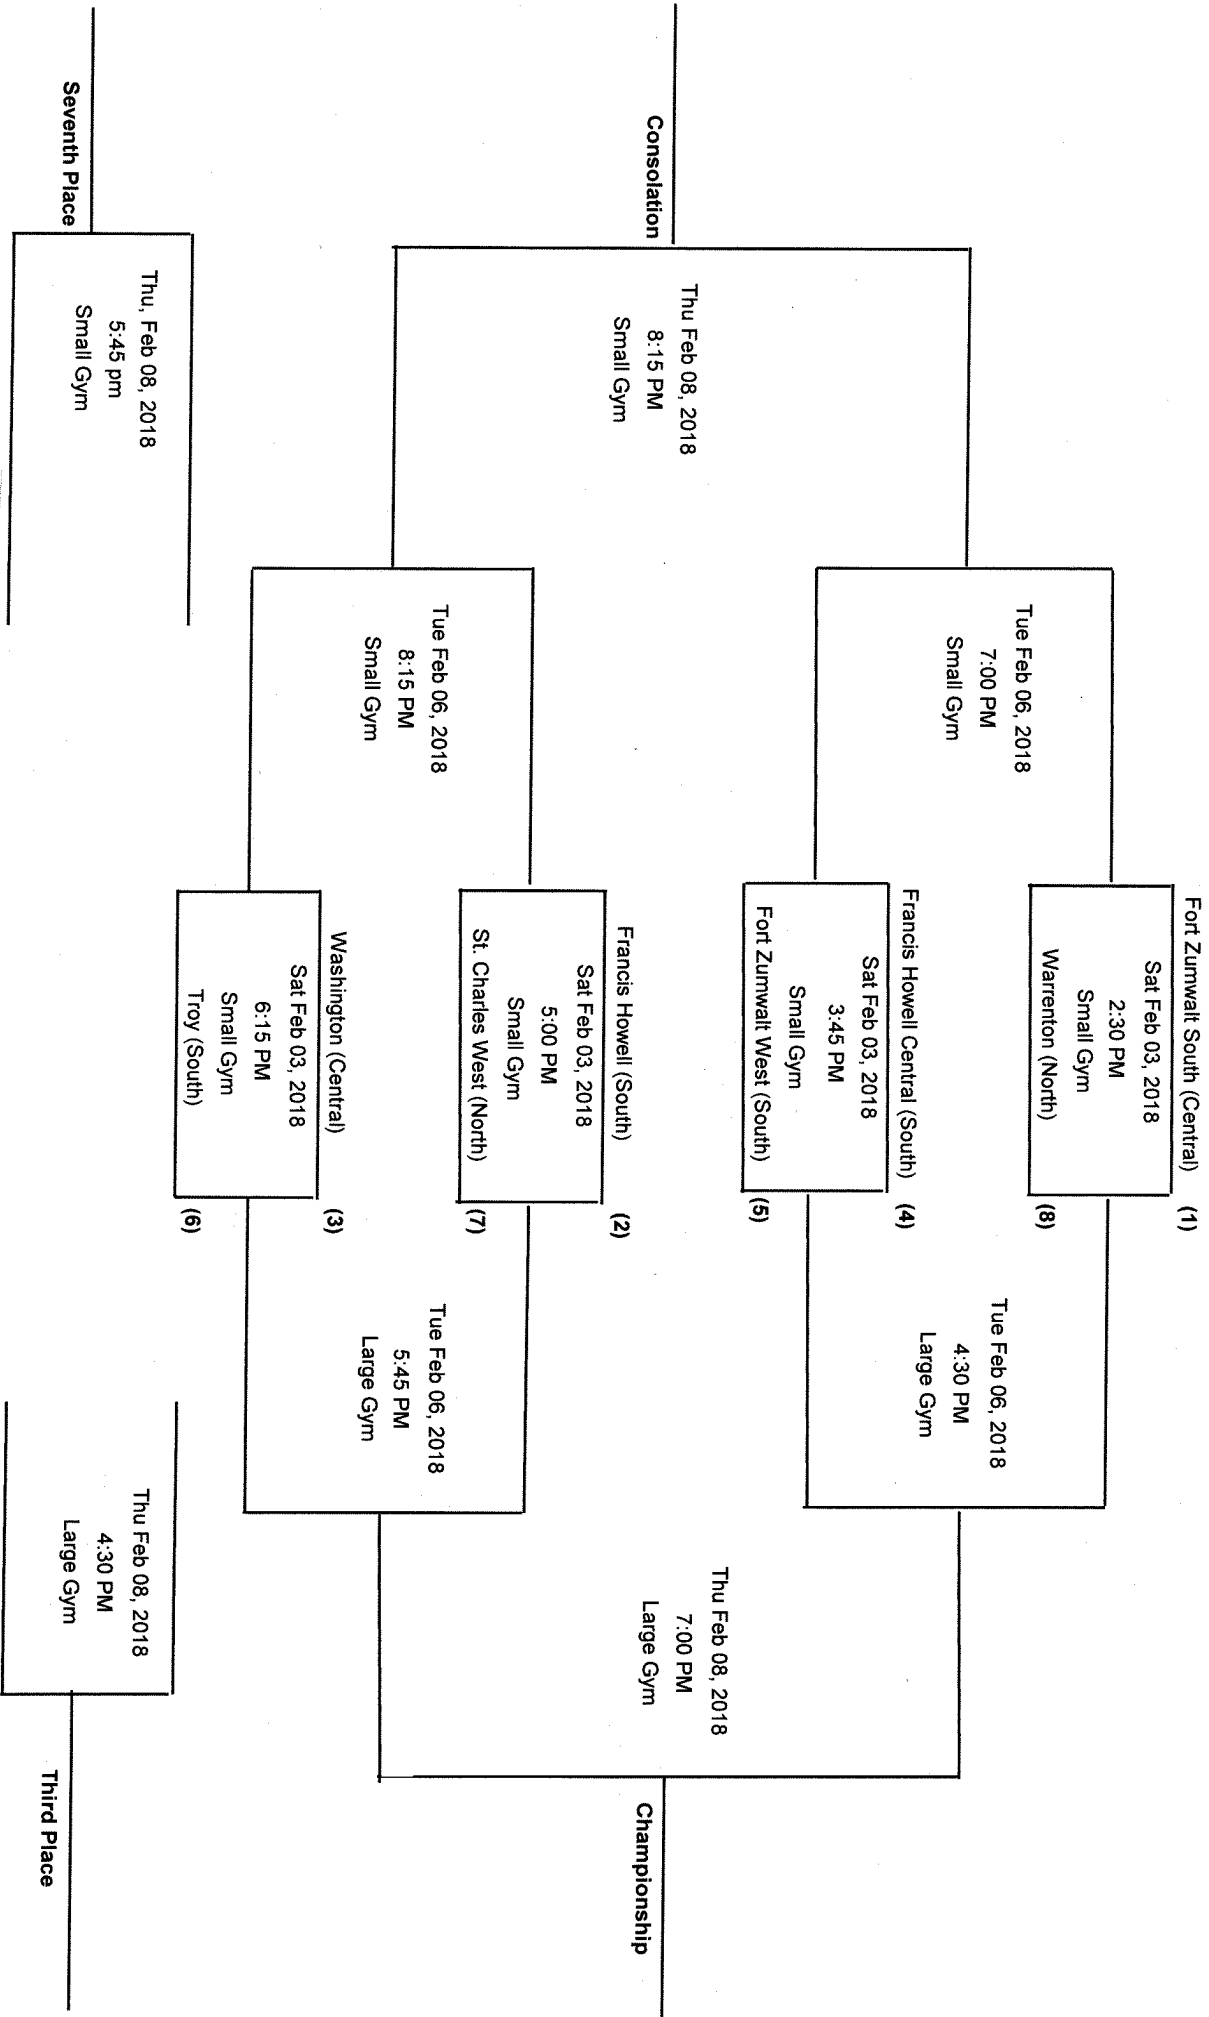 Fort Zumwalt South (Central)
(1)
Sat Feb 03, 2018
2:30 PM
Small Gym
Warrenton (North)
(8)
Tue Feb 06, 2018
7:00 PM
Small Gym
Tue Feb 06, 2018
4:30 PM
Large Gym
Francis Howell Central (South)
(4)
Sat Feb 03, 2018
3:45 PM
Small Gym
Fort Zumwalt West (South)
(5)
Thu Feb 08, 2018
8:15 PM
Small Gym
Consolation
Thu Feb 08, 2018
7:00 PM
Large Gym
Championship
Francis Howell (South)
(2)
Sat Feb 03, 2018
5:00 PM
Small Gym
St. Charles West (North)
(7)
Tue Feb 06, 2018
8:15 PM
Small Gym
Tue Feb 06, 2018
5:45 PM
Large Gym
Washington (Central)
(3)
Sat Feb 03, 2018
6:15 PM
Small Gym
Troy (South)
(6)
Thu, Feb 08, 2018
5:45 pm
Small Gym
Seventh Place
Thu Feb 08, 2018
4:30 PM
Large Gym
Third Place